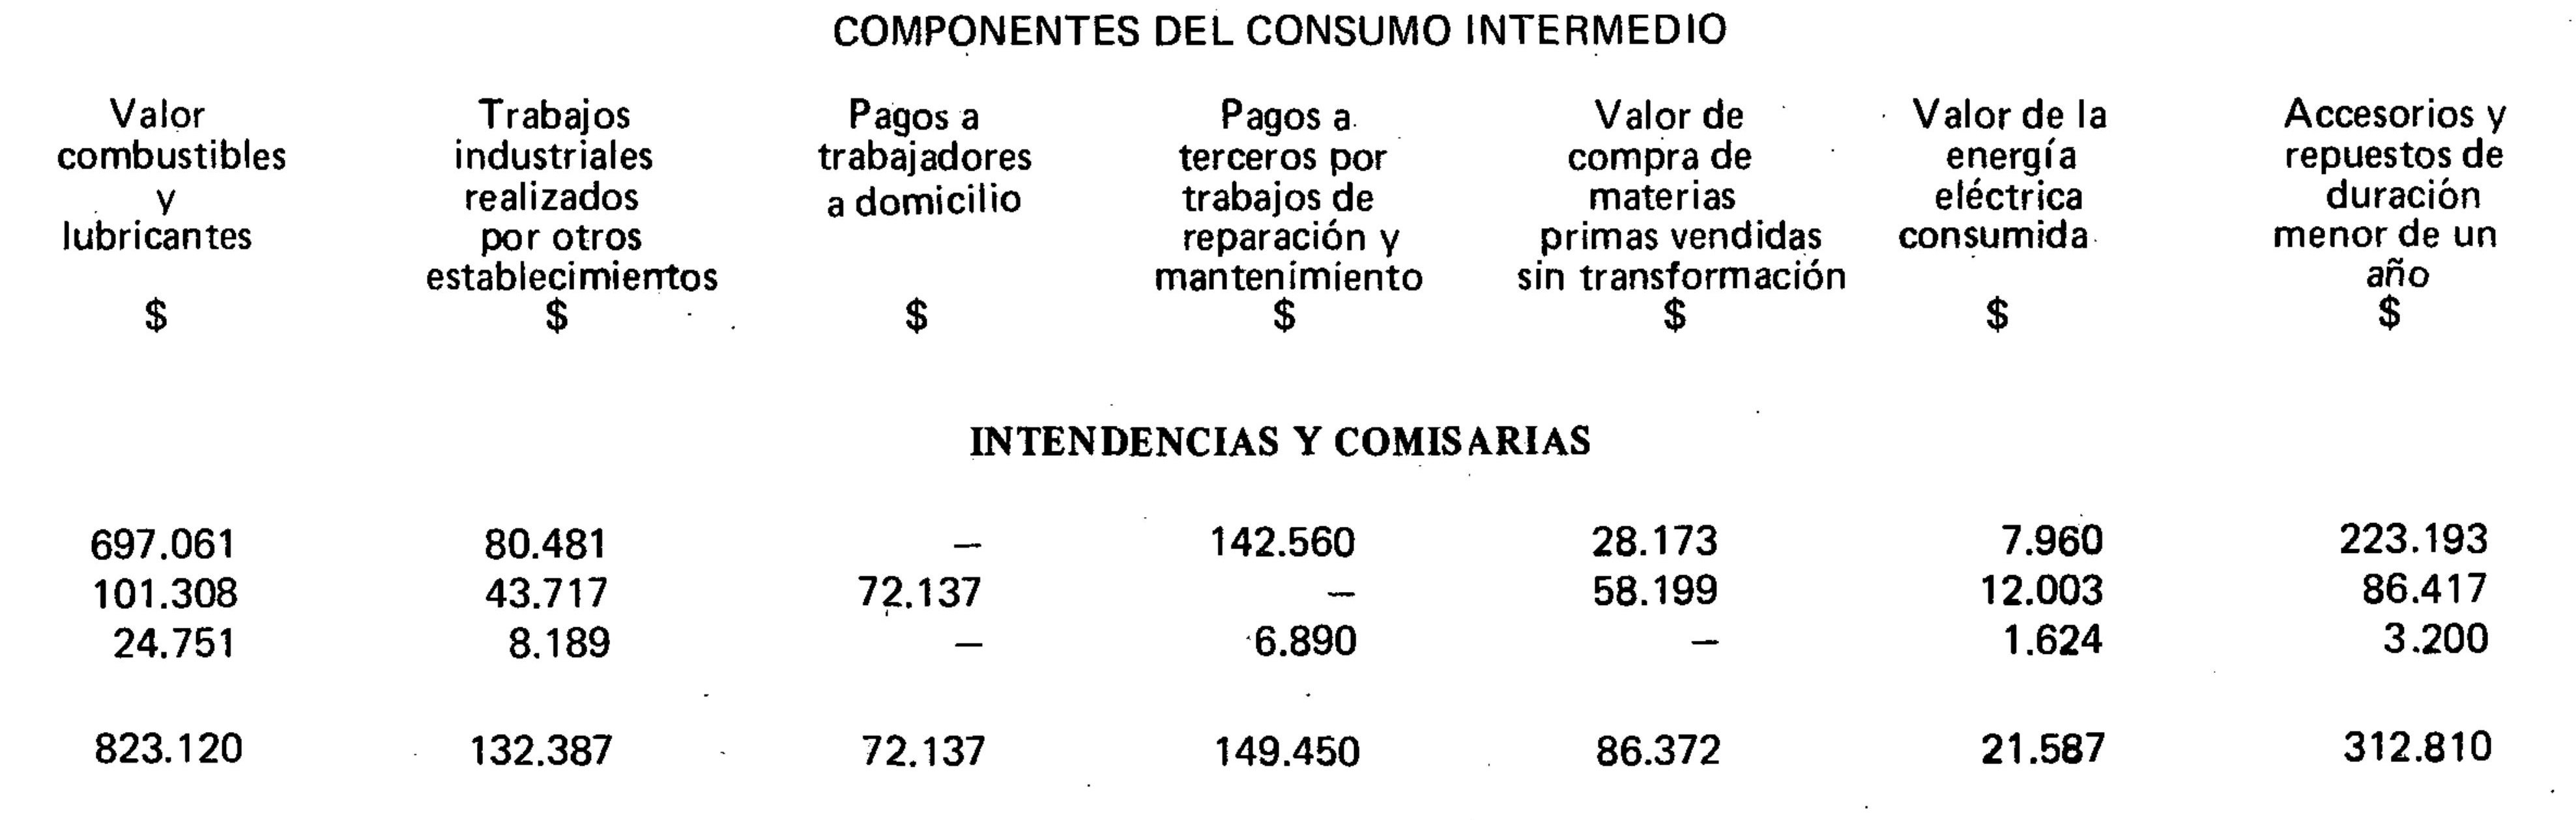 COMPONENTES DEL CONSUMO INTERMEDIO
Valor combustibles y lubricantes $
Trabajos industriales realizados por otros establecimientos $
Pagos a trabajadores a domicilio $
Pagos a terceros por trabajos de reparación y mantenimiento $
Valor de compra de materias primas vendidas sin transformación $
Valor de la energía eléctrica consumida $
Accesorios y repuestos de duración menor de un año $
INTENDENCIAS Y COMISARIAS
697.061 80.481 — 142.560 28.173 7.960 223.193
101.308 43.717 72.137 — 58.199 12.003 86.417
24.751 8.189 — 6.890 — 1.624 3.200
823.120 132.387 72.137 149.450 86.372 21.587 312.810